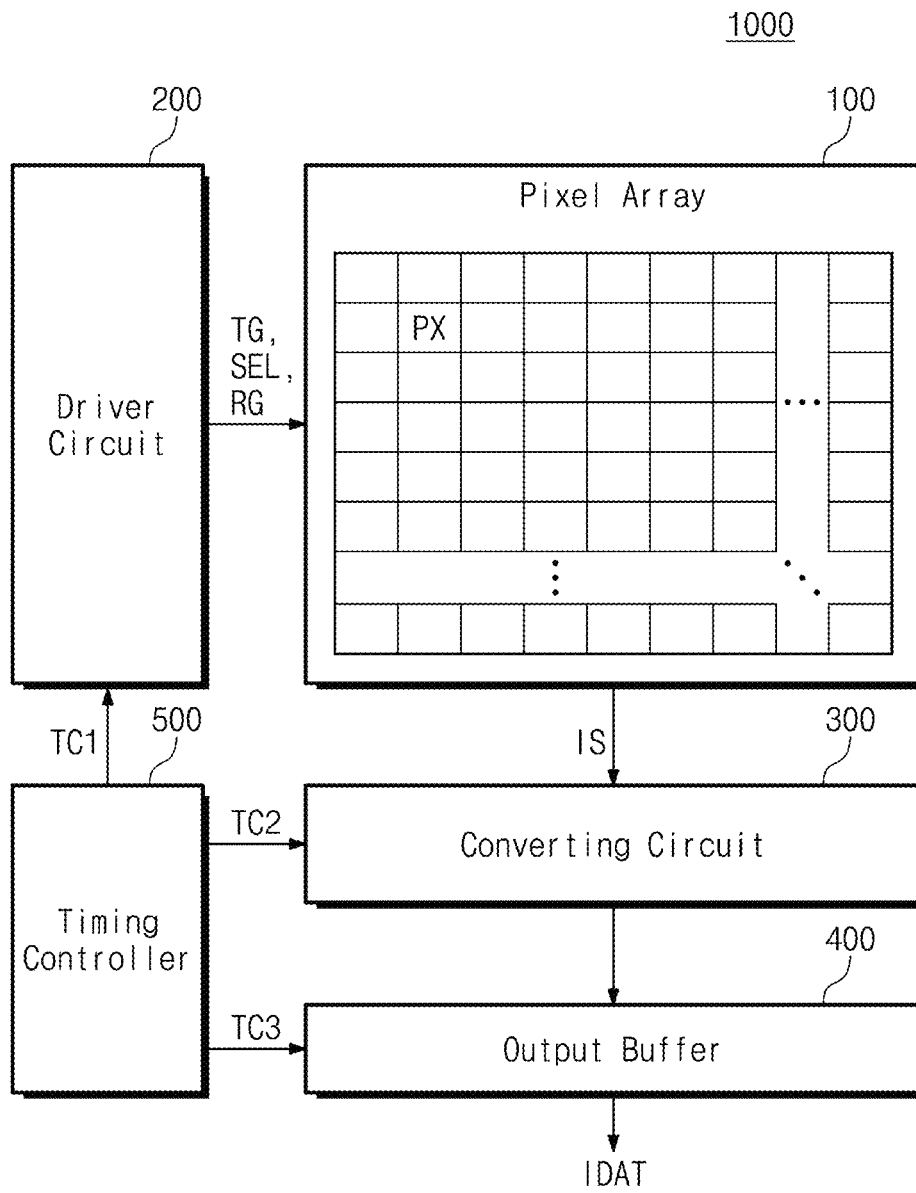 1000
200
100
Pixel Array
PX
TG,
SEL,
RG
Driver
Circuit
TC1
500
IS
300
TC2
Converting Circuit
Timing
Controller
400
TC3
Output Buffer
IDAT